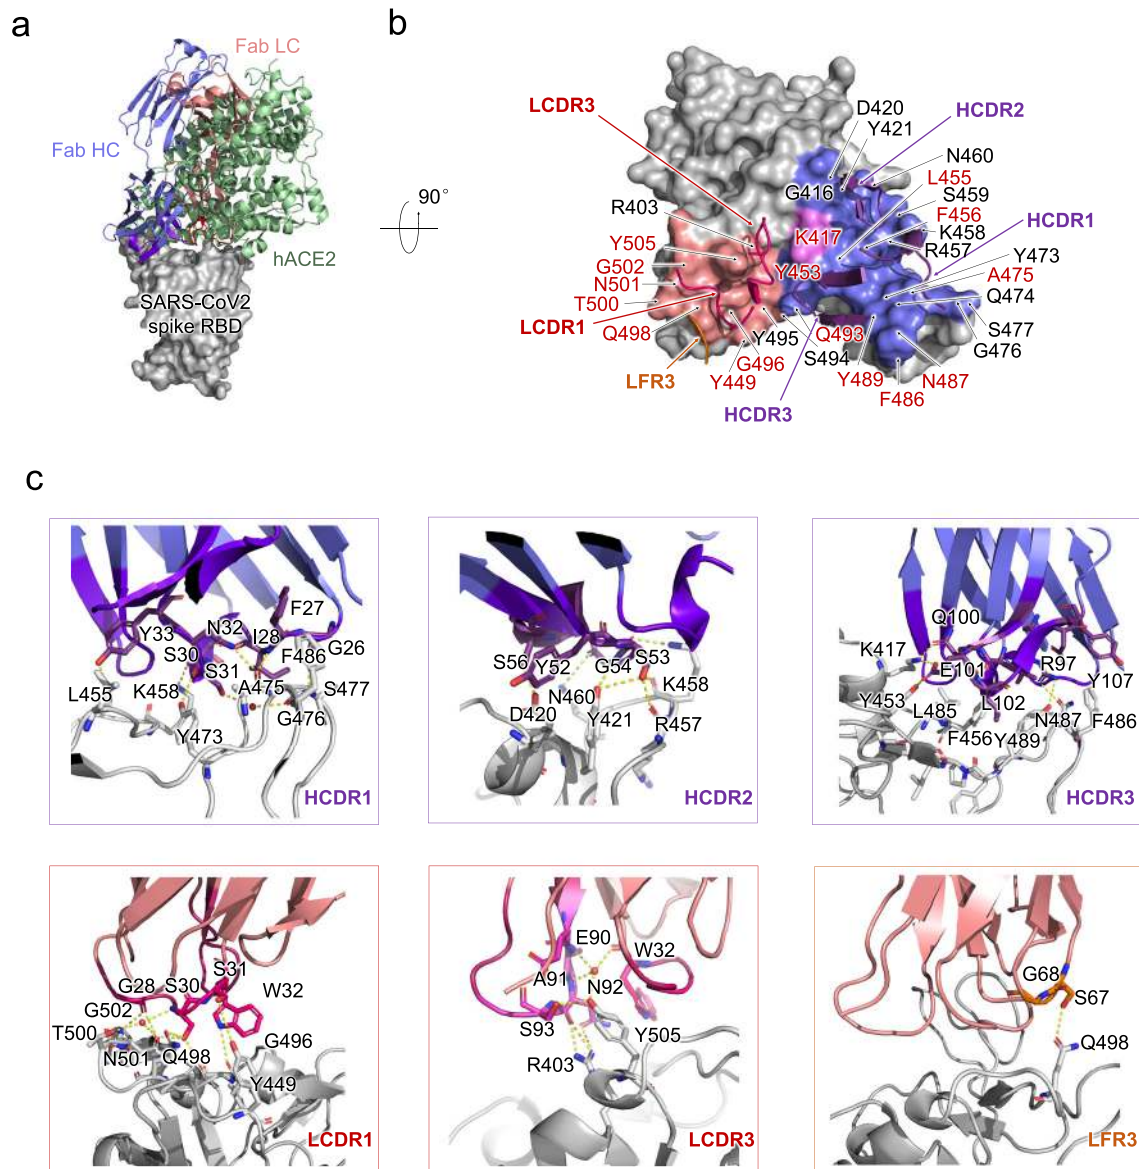 a
Fab LC
Fab HC
hACE2
SARS-CoV2
spike RBD
90°
b
LCDR3
D420
Y421
HCDR2
N460
G416
L455
S459
R403
F456
HCDR1
K417
K458
Y505
R457
Y473
G502
Y453
A475
N501
Q474
T500
LCDR1
S477
Q498
Y495
Q493
G476
S494
G496
LFR3
Y449
Y489
N487
F486
HCDR3
c
F27
N32
Y33
I28
G26
S30
F486
S31
L455
K458
A475
S477
G476
Y473
HCDR1
S56
Y52
S53
G54
K458
N460
D420
Y421
R457
HCDR2
Q100
K417
E101
R97
Y107
Y453
L102
L485
N487
F486
F456
Y489
HCDR3
S31
G28
S30
W32
G502
T500
N501
Q498
G496
Y449
LCDR1
E90
W32
A91
N92
S93
Y505
R403
LCDR3
G68
S67
Q498
LFR3